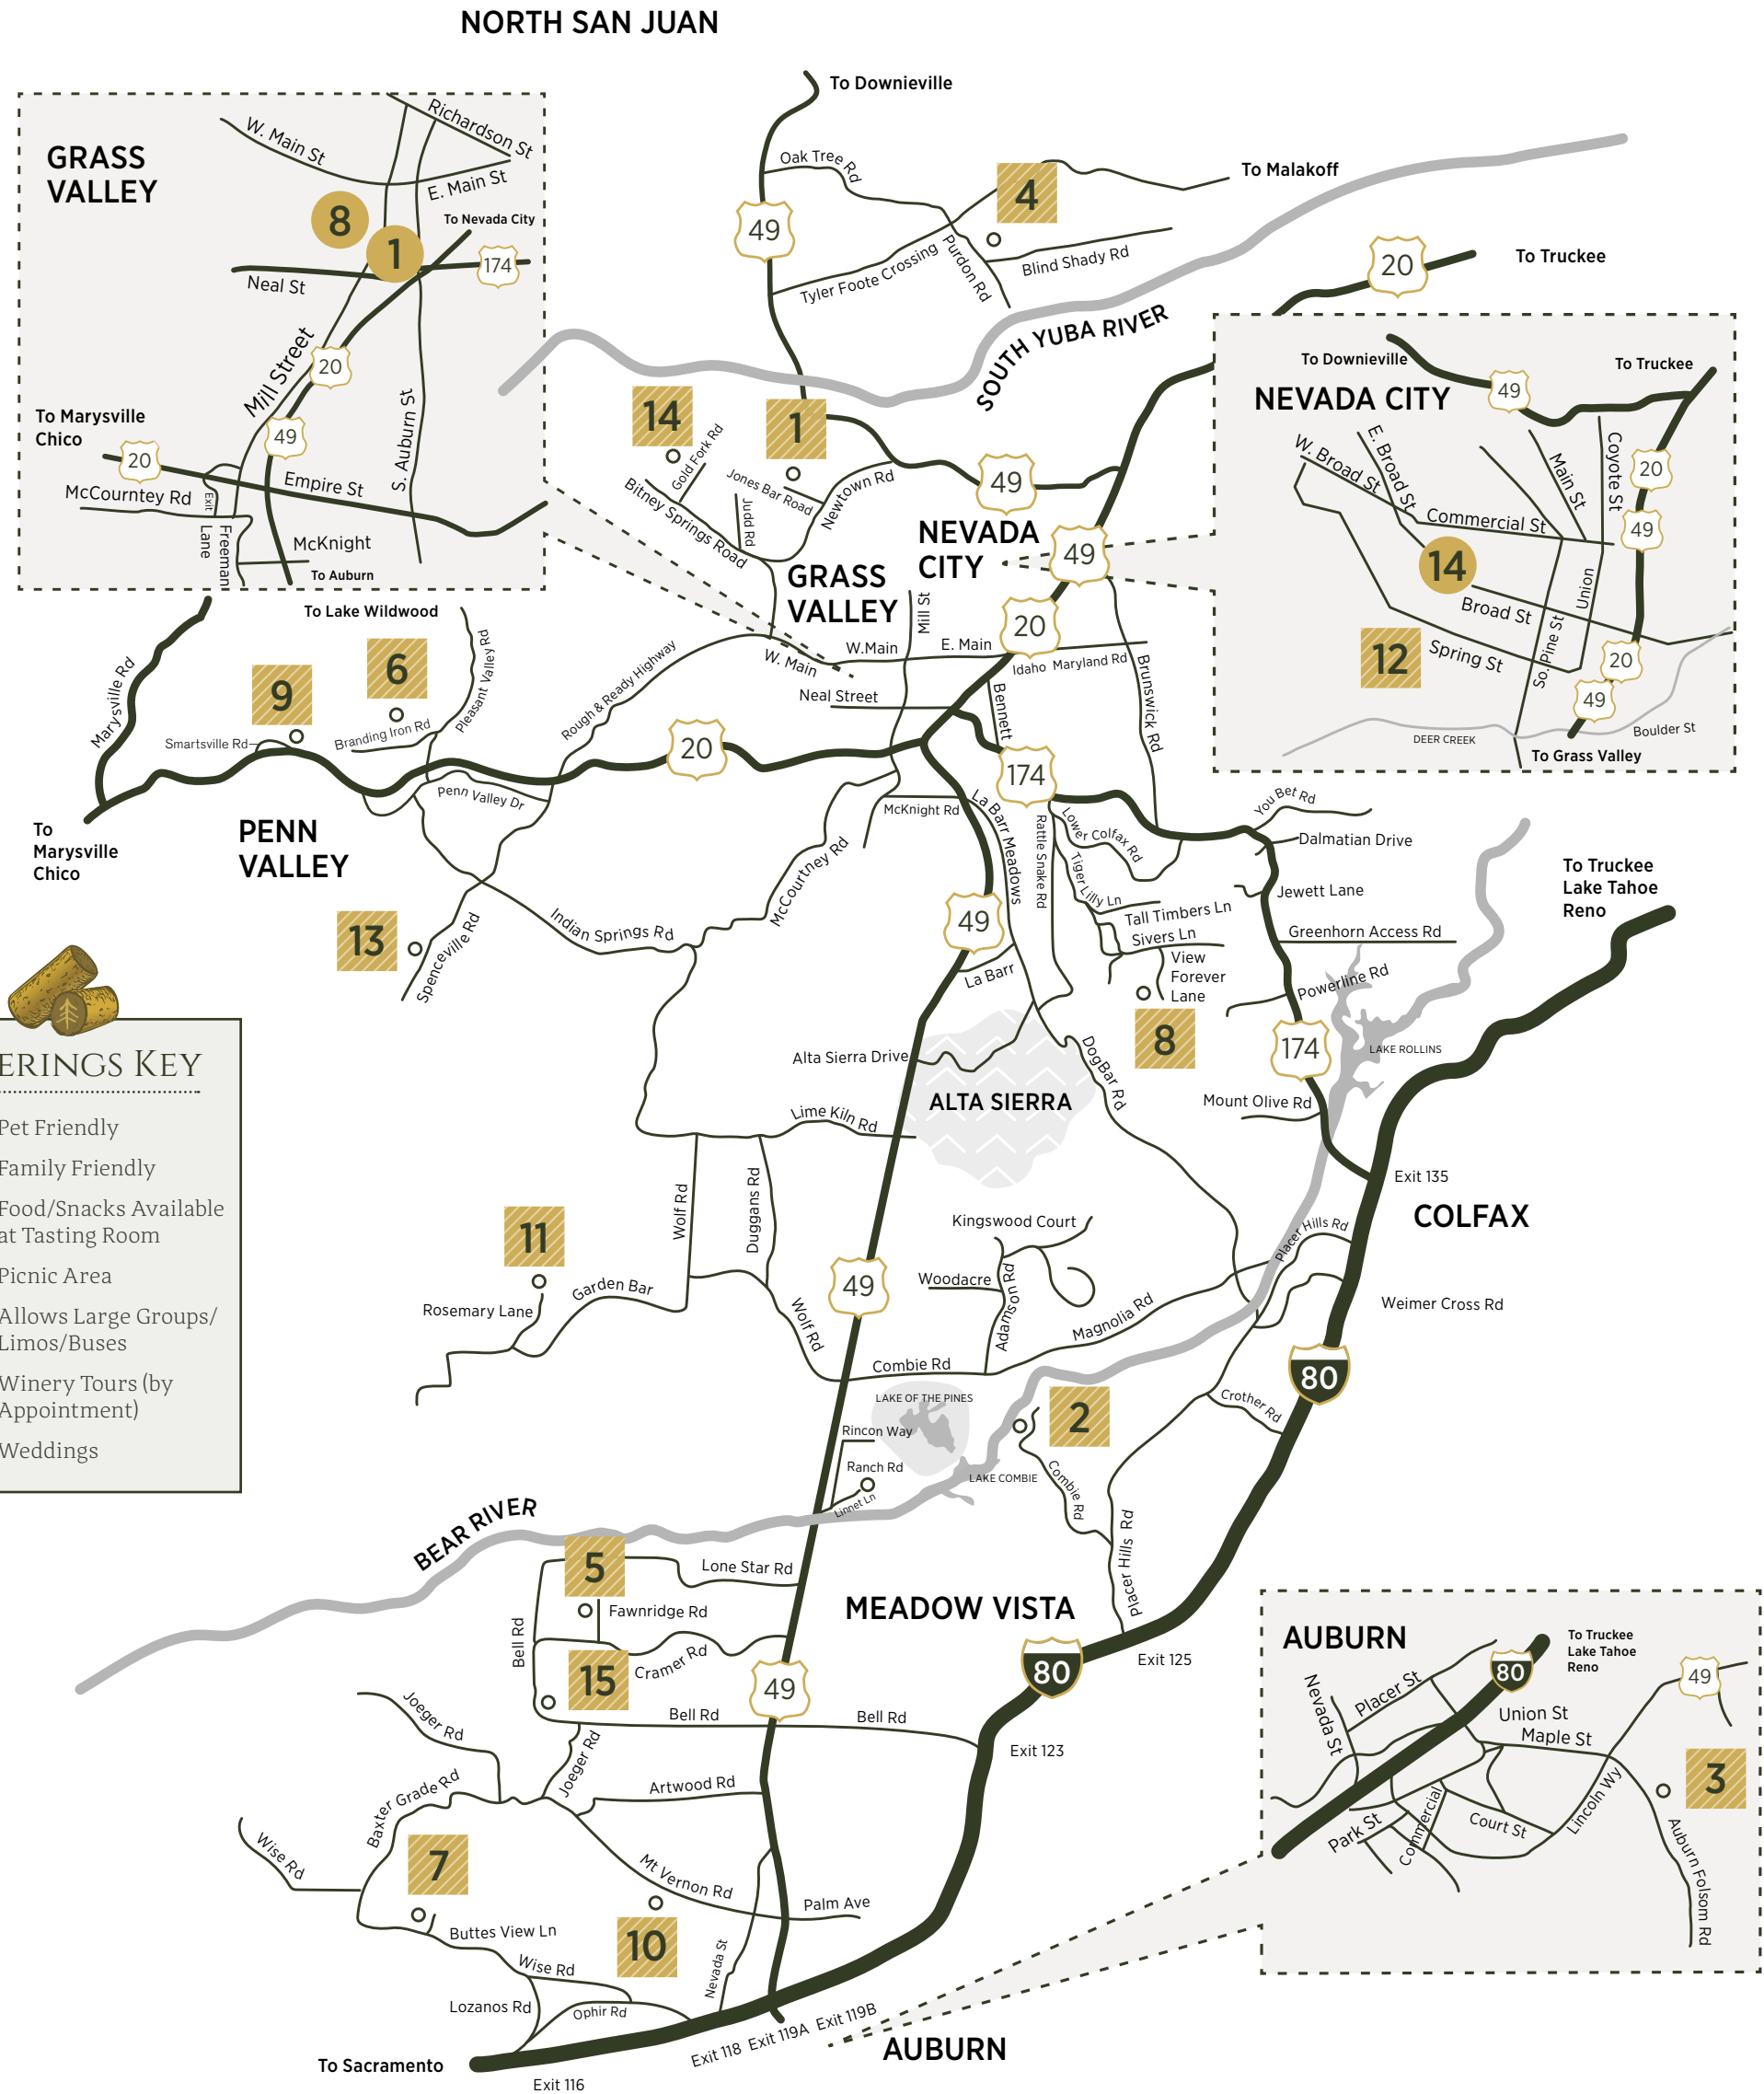 NORTH SAN JUAN
To Downieville
Oak Tree Rd
49
4
To Malakoff
Tyler Foote Crossing
Purdon Rd
Blind Shady Rd
SOUTH YUBA RIVER
20
To Truckee
GRASS
VALLEY
W. Main St
Richardson St
E. Main St
8
1
To Nevada City
174
Neal St
Mill Street
20
49
S. Auburn St
To Marysville
Chico
20
Empire St
McCourntey Rd
Exit
Freeman
Lane
McKnight
To Auburn
NEVADA CITY
To Downieville
49
To Truckee
W. Broad St
E. Broad St
Main St
Coyote St
20
49
Commercial St
14
Broad St
Union
12
Spring St
So. Pine St
20
49
DEER CREEK
Boulder St
To Grass Valley
14
1
Gold Fork Rd
Jones Bar Road
Judd Rd
Newtown Rd
Bitney Springs Road
49
NEVADA
CITY
49
GRASS
VALLEY
Mill St
20
W. Main
W.Main
E. Main
Idaho Maryland Rd
Brunswick Rd
Neal Street
Bennett
To Lake Wildwood
6
9
Marysville Rd
Smartsville Rd
Branding Iron Rd
Pleasant Valley Rd
Rough & Ready Highway
20
174
Penn Valley Dr
To
Marysville
Chico
PENN
VALLEY
McKnight Rd
La Barr Meadows
Rattle Snake Rd
Lower Colfax Rd
Tiger Lilly Ln
You Bet Rd
Dalmatian Drive
Jewett Lane
Tall Timbers Ln
Sivers Ln
View
Forever
Lane
Greenhorn Access Rd
Powerline Rd
To Truckee
Lake Tahoe
Reno
McCourtney Rd
13
Spenceville Rd
Indian Springs Rd
49
La Barr
8
174
LAKE ROLLINS
Alta Sierra Drive
ALTA SIERRA
DogBar Rd
Mount Olive Rd
Lime Kiln Rd
Exit 135
COLFAX
ERINGS KEY
Pet Friendly
Family Friendly
Food/Snacks Available
at Tasting Room
Picnic Area
Allows Large Groups/
Limos/Buses
Winery Tours (by
Appointment)
Weddings
11
Rosemary Lane
Garden Bar
Wolf Rd
Duggans Rd
Wolf Rd
49
Kingswood Court
Woodacre
Adamson Rd
Magnolia Rd
Placer Hills Rd
Weimer Cross Rd
Combie Rd
80
LAKE OF THE PINES
Rincon Way
Ranch Rd
Linnet Ln
LAKE COMBIE
2
Combie Rd
Crother Rd
Placer Hills Rd
BEAR RIVER
5
Lone Star Rd
Fawnridge Rd
Bell Rd
15
Cramer Rd
49
MEADOW VISTA
80
Exit 125
Bell Rd
Bell Rd
Exit 123
Joeger Rd
Joeger Rd
Artwood Rd
Baxter Grade Rd
Wise Rd
7
Mt Vernon Rd
Palm Ave
10
Buttes View Ln
Wise Rd
Nevada St
Lozanos Rd
Ophir Rd
Exit 118 Exit 119A Exit 119B
AUBURN
To Sacramento
Exit 116
AUBURN
To Truckee
Lake Tahoe
Reno
80
49
Nevada St
Placer St
Union St
Maple St
3
Park St
Commercial
Court St
Lincoln Wy
Auburn Folsom Rd